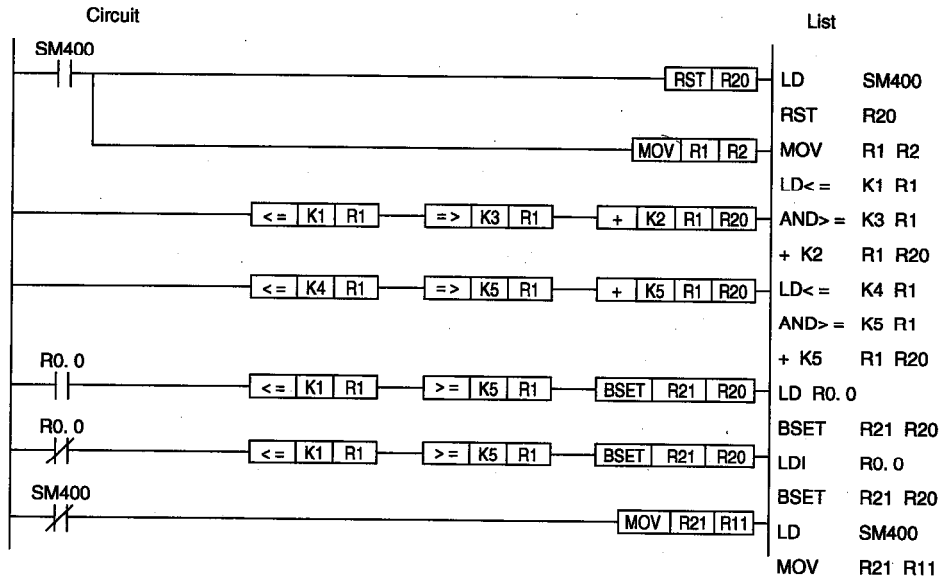 Circuit
List
SM400
RST R20
LD SM400
RST R20
MOV R1 R2
MOV R1 R2
LD<= K1 R1
<= K1 R1 => K3 R1 + K2 R1 R20
AND>= K3 R1
+ K2 R1 R20
<= K4 R1 => K5 R1 + K5 R1 R20
LD<= K4 R1
AND>= K5 R1
R0. 0
+ K5 R1 R20
<= K1 R1 >= K5 R1 BSET R21 R20
LD R0. 0
R0. 0
BSET R21 R20
<= K1 R1 >= K5 R1 BSET R21 R20
LDI R0. 0
SM400
BSET R21 R20
MOV R21 R11
LD SM400
MOV R21 R11